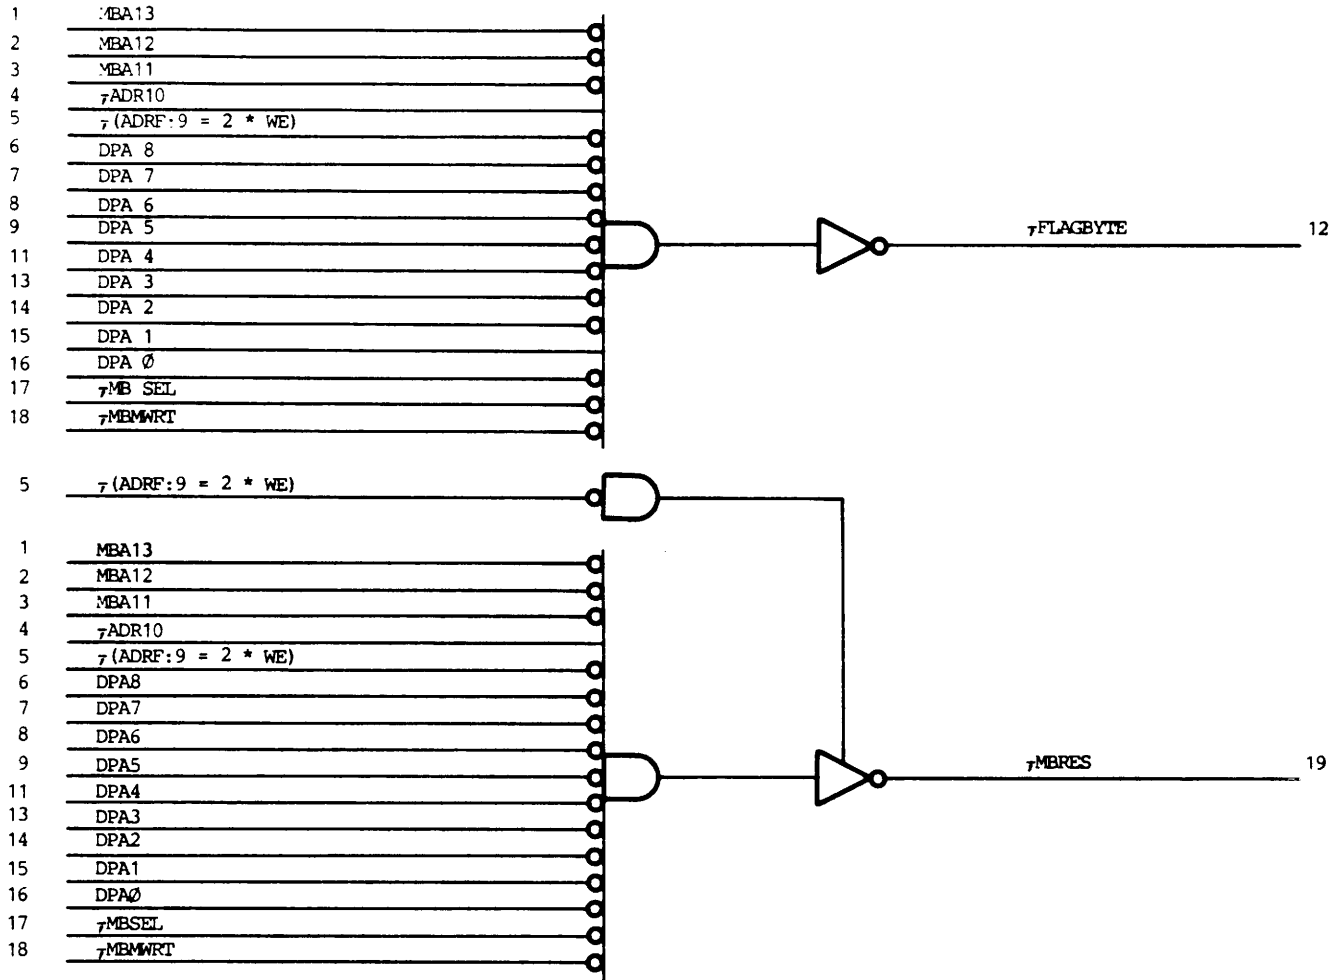 1 MBA13
2 MBA12
3 MBA11
4 ┐ADR10
5 ┐(ADRF:9 = 2 * WE)
6 DPA 8
7 DPA 7
8 DPA 6
9 DPA 5
11 DPA 4
13 DPA 3
14 DPA 2
15 DPA 1
16 DPA Ø
17 ┐MB SEL
18 ┐MBMWRT
┐FLAGBYTE 12
5 ┐(ADRF:9 = 2 * WE)
1 MBA13
2 MBA12
3 MBA11
4 ┐ADR10
5 ┐(ADRF:9 = 2 * WE)
6 DPA8
7 DPA7
8 DPA6
9 DPA5
11 DPA4
13 DPA3
14 DPA2
15 DPA1
16 DPAØ
17 ┐MBSEL
18 ┐MBMWRT
┐MBRES 19